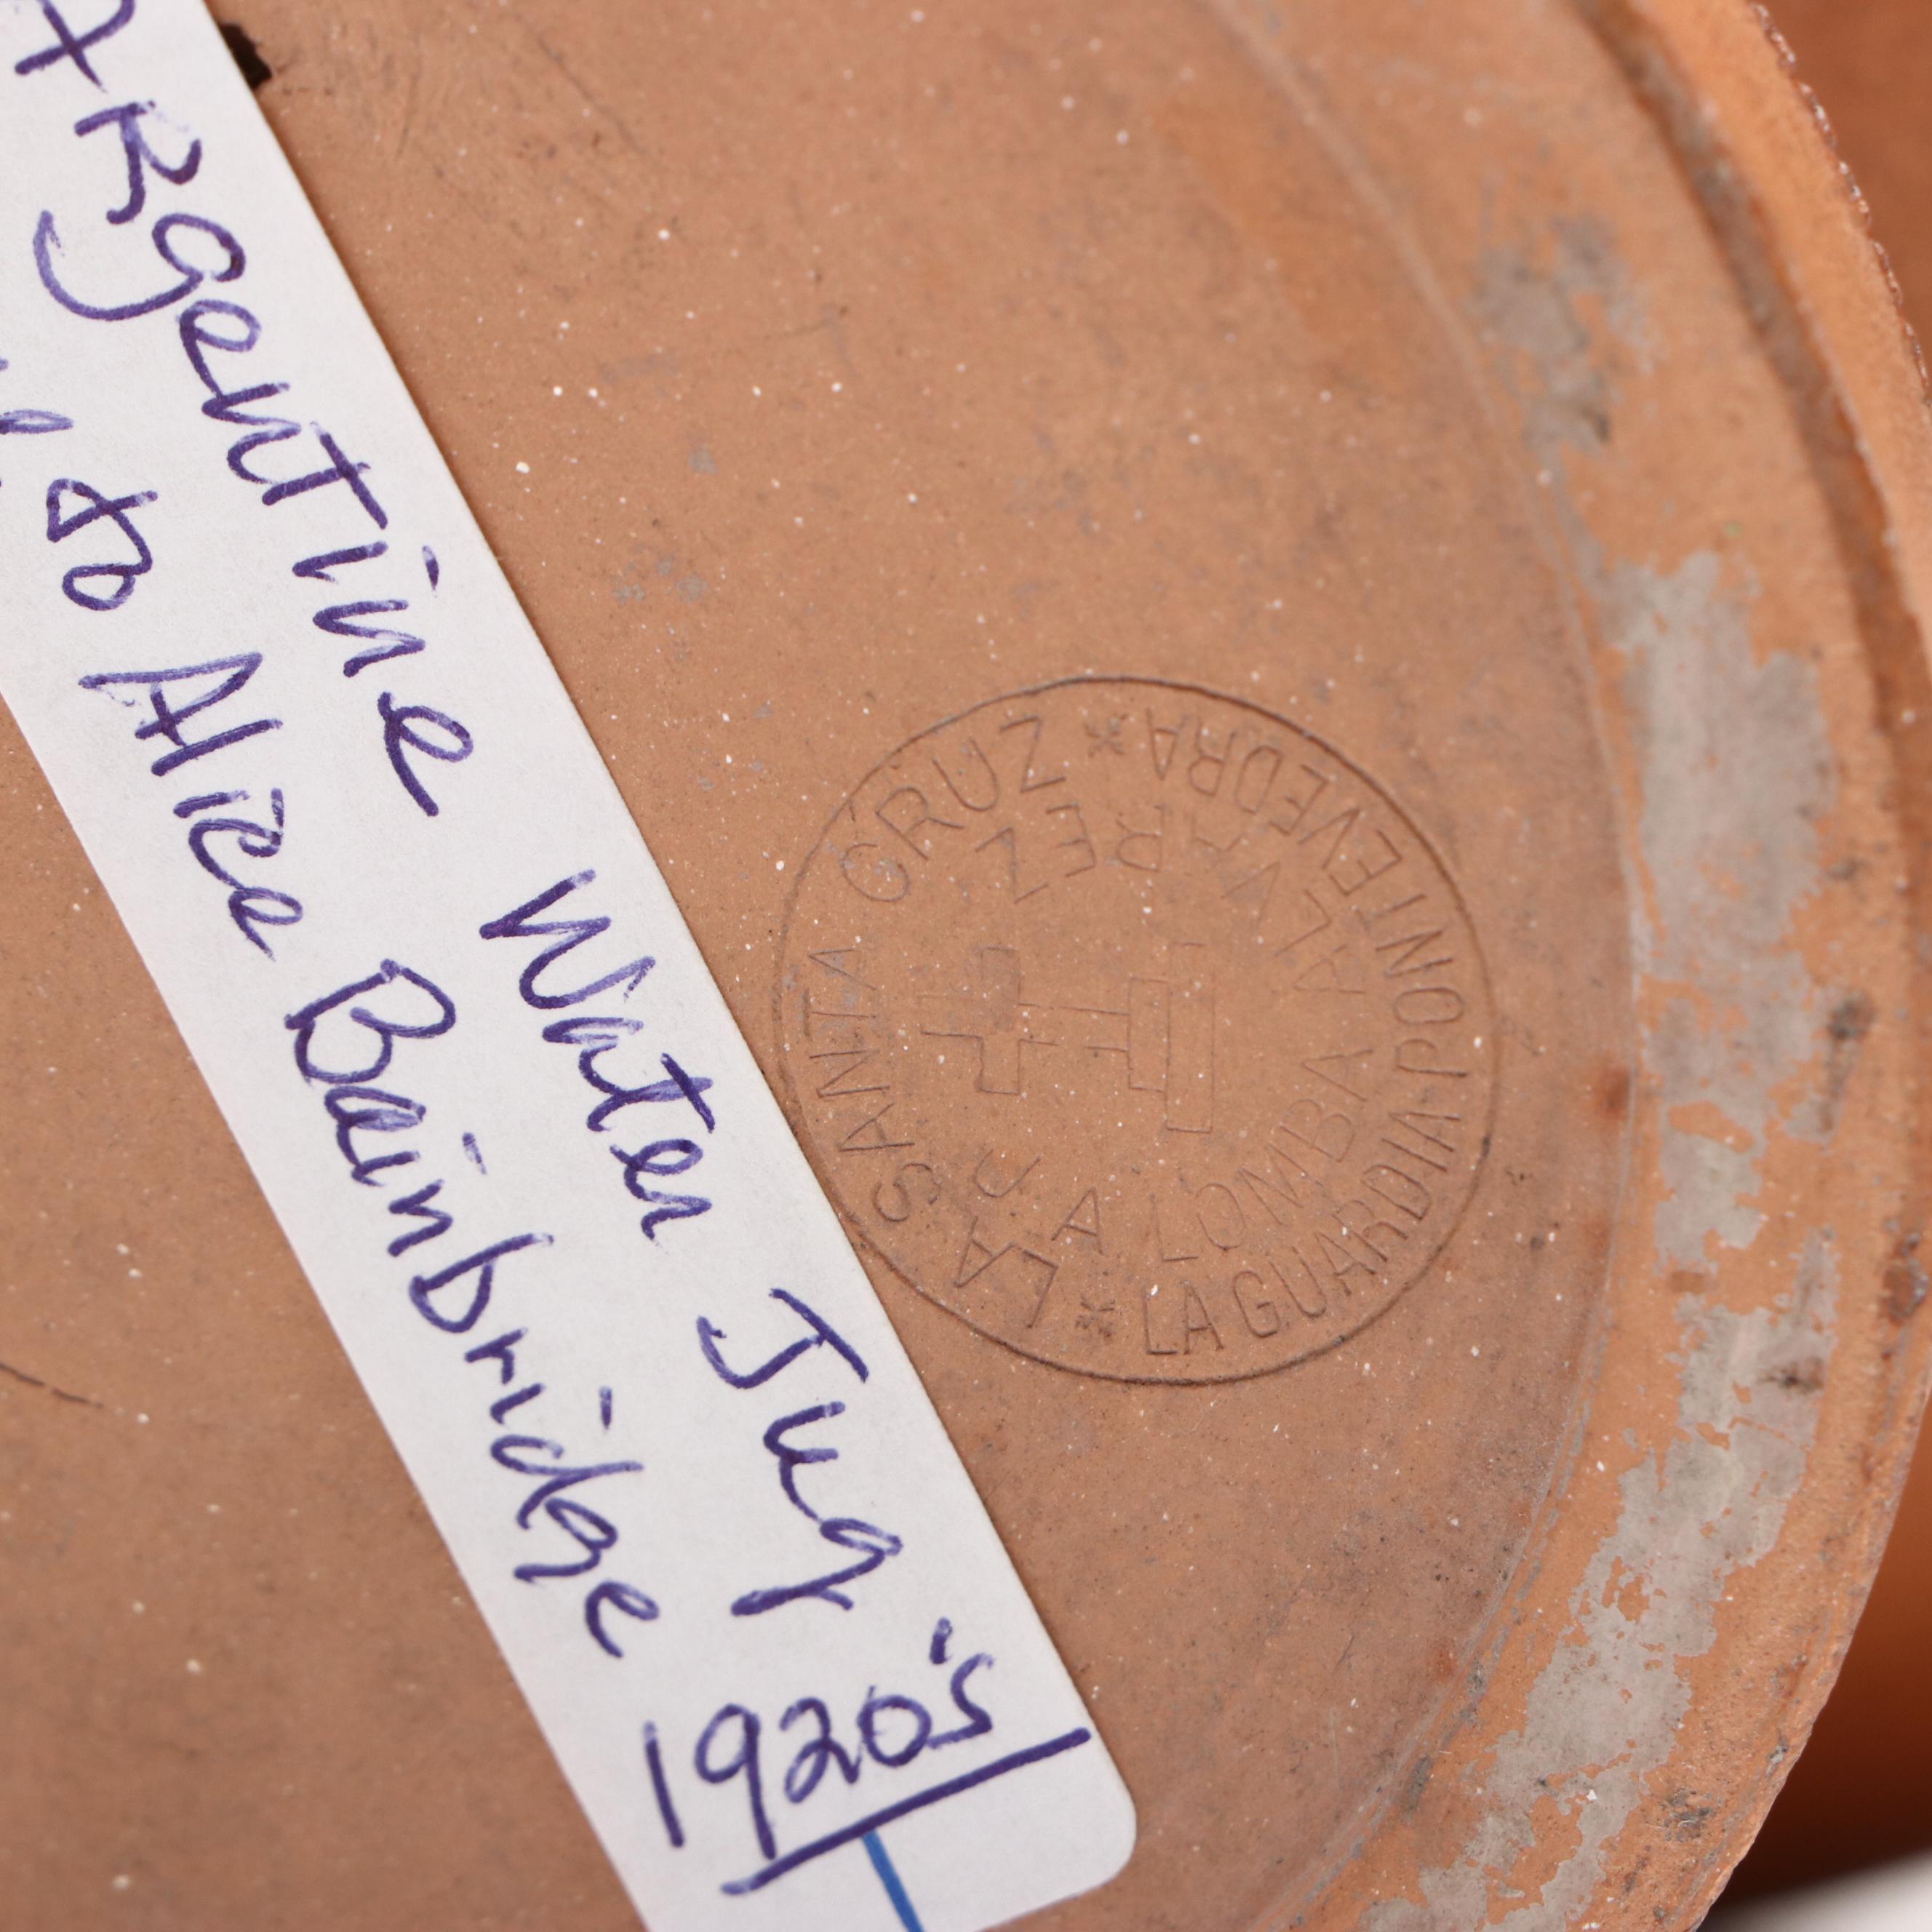 ARgentine Water Jug
to Alice Bainbridge 1920's
LA SANTA CRUZ
* LA GUARDIA PONTEVEDRA *
J A LOMBA ALVAREZ